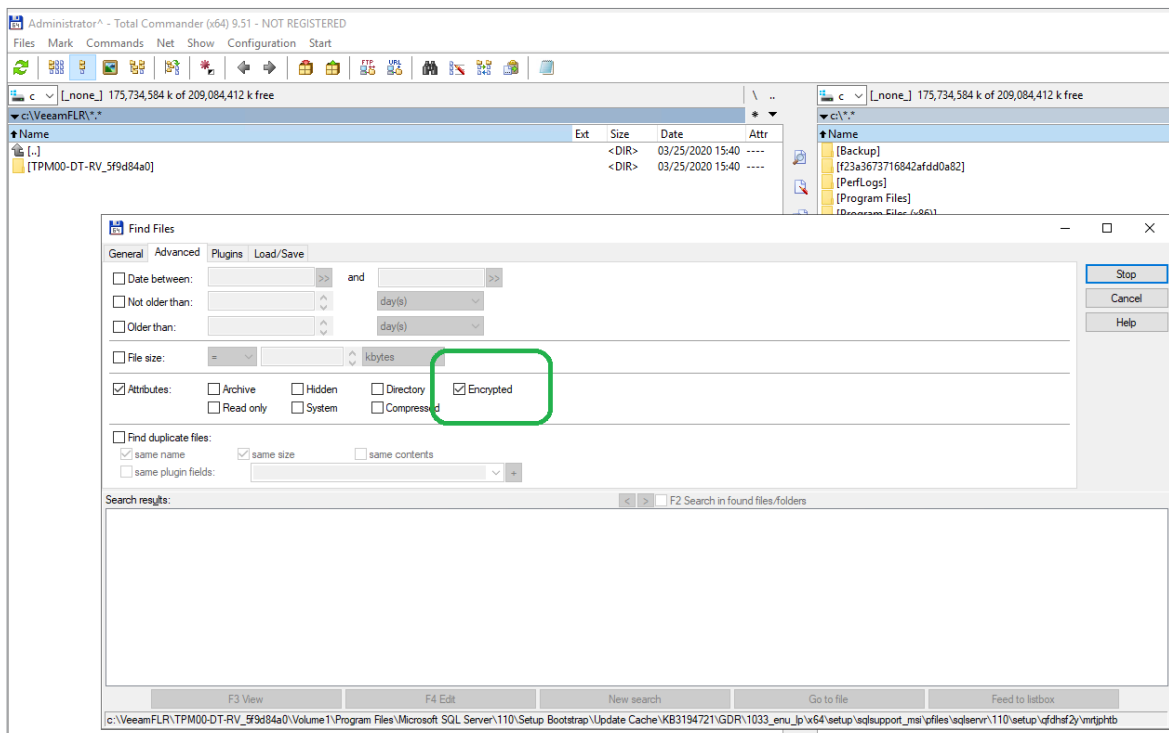 Administrator^ - Total Commander (x64) 9.51 - NOT REGISTERED
Files Mark Commands Net Show Configuration Start
FTP URL
c [_none_] 175,734,584 k of 209,084,412 k free \ .. c [_none_] 175,734,584 k of 209,084,412 k free
c:\VeeamFLR\*.* * c:\*.*
Name Ext Size Date Attr Name
[..] <DIR> 03/25/2020 15:40 ---- [Backup]
[TPM00-DT-RV_5f9d84a0] <DIR> 03/25/2020 15:40 ---- [f23a3673716842afdd0a82]
[PerfLogs]
[Program Files]
[Program Files (x86)]
64 Find Files
General Advanced Plugins Load/Save
Date between: >> and >> Stop
Not older than: day(s) Cancel
Older than: day(s) Help
File size: = kbytes
Attributes: Archive Hidden Directory Encrypted
Read only System Compressed
Find duplicate files:
same name same size same contents
same plugin fields: +
Search results: < > F2 Search in found files/folders
F3 View F4 Edit New search Go to file Feed to listbox
c:\VeeamFLR\TPM00-DT-RV_5f9d84a0\Volume1\Program Files\Microsoft SQL Server\110\Setup Bootstrap\Update Cache\KB3194721\GDR\1033_enu_lp\x64\setup\sqlsupport_msi\pfiles\sqlservr\110\setup\qfdhsf2y\mrtjphtb